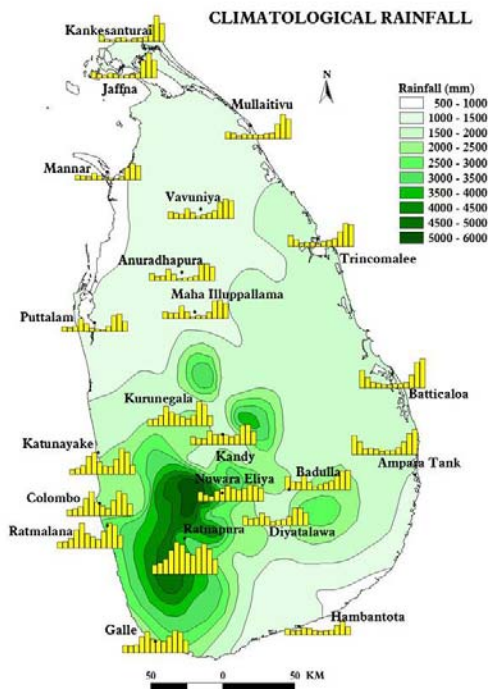 CLIMATOLOGICAL RAINFALL
Kankesanturai
N
Jaffna
Rainfall (mm)
500 - 1000
1000 - 1500
1500 - 2000
2000 - 2500
2500 - 3000
3000 - 3500
3500 - 4000
4000 - 4500
4500 - 5000
5000 - 6000
Mullaitivu
Mannar
Vavuniya
Trincomalee
Anuradhapura
Maha Illuppallama
Puttalam
Batticaloa
Kurunegala
Katunayake
Kandy
Ampara Tank
Nuwara Eliya
Badulla
Colombo
Ratmalana
Ratnapura
Diyatalawa
Hambantota
Galle
50 0 50 KM